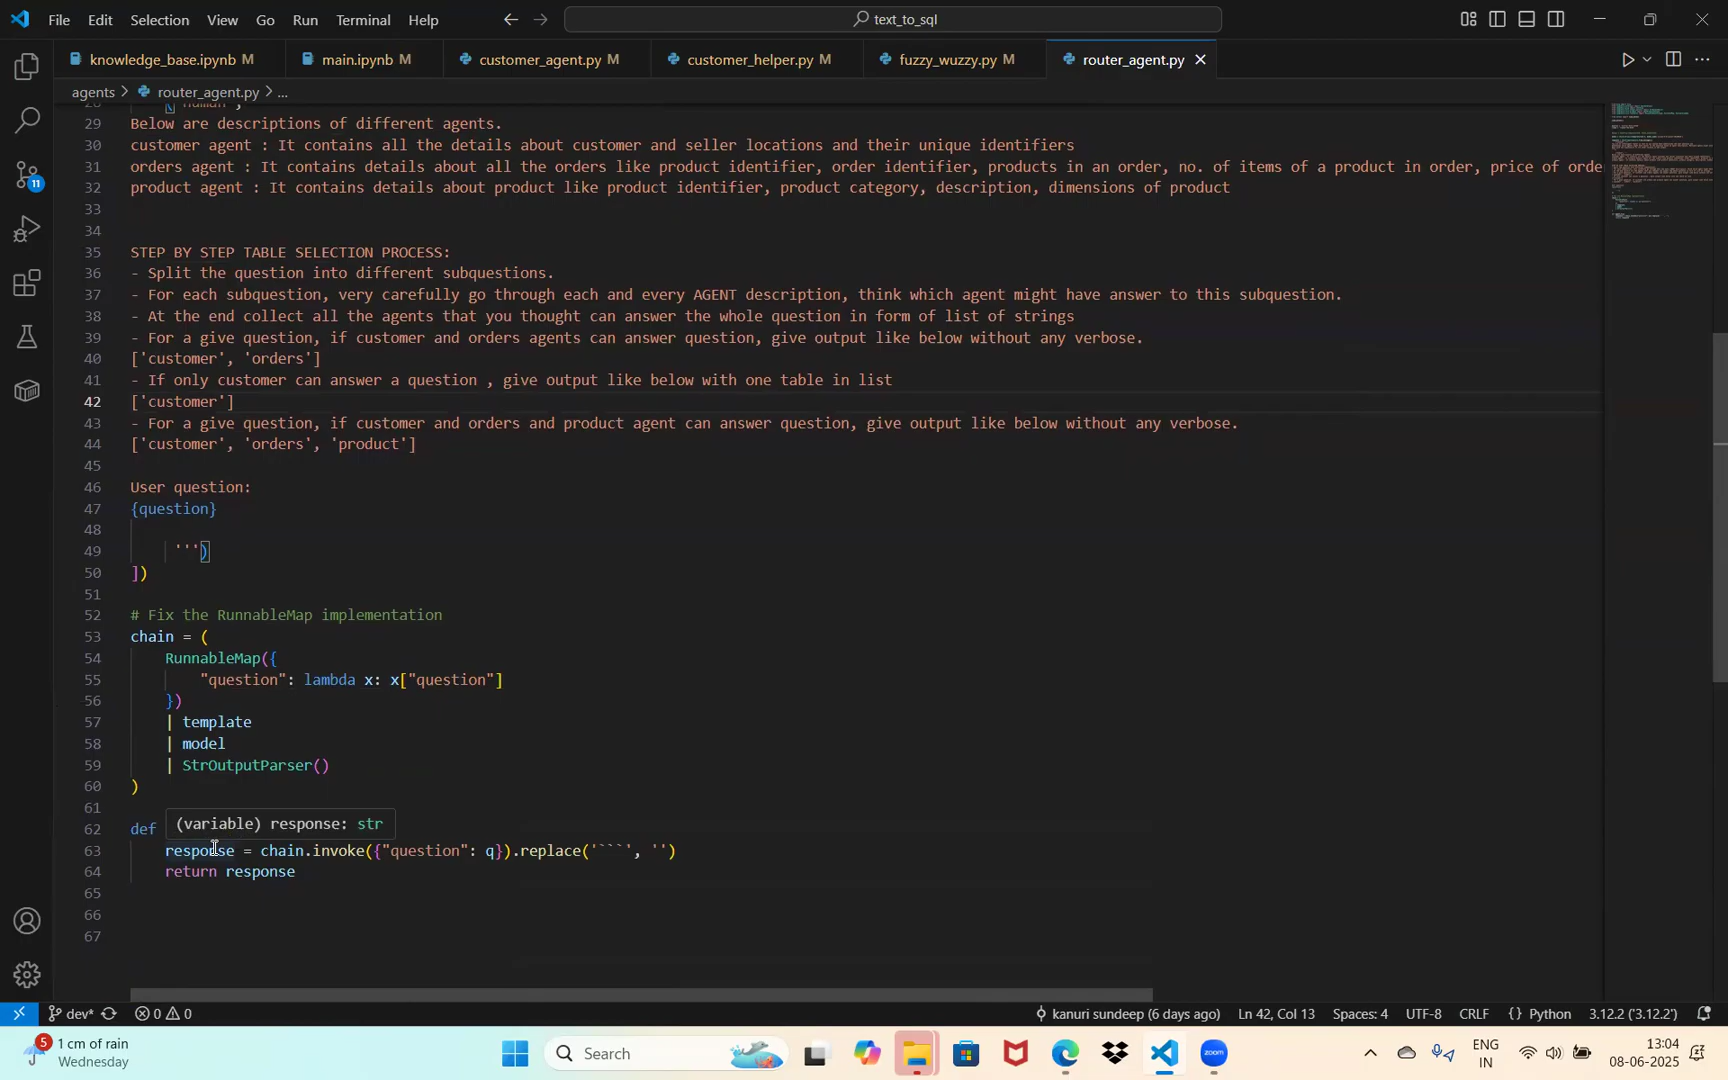 File Edit Selection View Go Run Terminal Help
text_to_sql
knowledge_base.ipynb M
main.ipynb M
customer_agent.py M
customer_helper.py M
fuzzy_wuzzy.py M
router_agent.py
agents > router_agent.py > ...
29 Below are descriptions of different agents.
30 customer agent : It contains all the details about customer and seller locations and their unique identifiers
31 orders agent : It contains details about all the orders like product identifier, order identifier, products in an order, no. of items of a product in order, price of orde
32 product agent : It contains details about product like product identifier, product category, description, dimensions of product
33
34
35 STEP BY STEP TABLE SELECTION PROCESS:
36 - Split the question into different subquestions.
37 - For each subquestion, very carefully go through each and every AGENT description, think which agent might have answer to this subquestion.
38 - At the end collect all the agents that you thought can answer the whole question in form of list of strings
39 - For a give question, if customer and orders agents can answer question, give output like below without any verbose.
40 ['customer', 'orders']
41 - If only customer can answer a question , give output like below with one table in list
42 ['customer']
43 - For a give question, if customer and orders and product agent can answer question, give output like below without any verbose.
44 ['customer', 'orders', 'product']
45
46 User question:
47 {question}
48
49 ''')
50 ])
51
52 # Fix the RunnableMap implementation
53 chain = (
54 RunnableMap({
55 "question": lambda x: x["question"]
56 })
57 | template
58 | model
59 | StrOutputParser()
60 )
61
(variable) response: str
62 def
63 response = chain.invoke({"question": q}).replace('```', '')
64 return response
65
66
67
11
dev* 0 0
kanuri sundeep (6 days ago) Ln 42, Col 13 Spaces: 4 UTF-8 CRLF {} Python 3.12.2 ('3.12.2')
5
1 cm of rain
Wednesday
Search
zoom
ENG
IN
13:04
08-06-2025